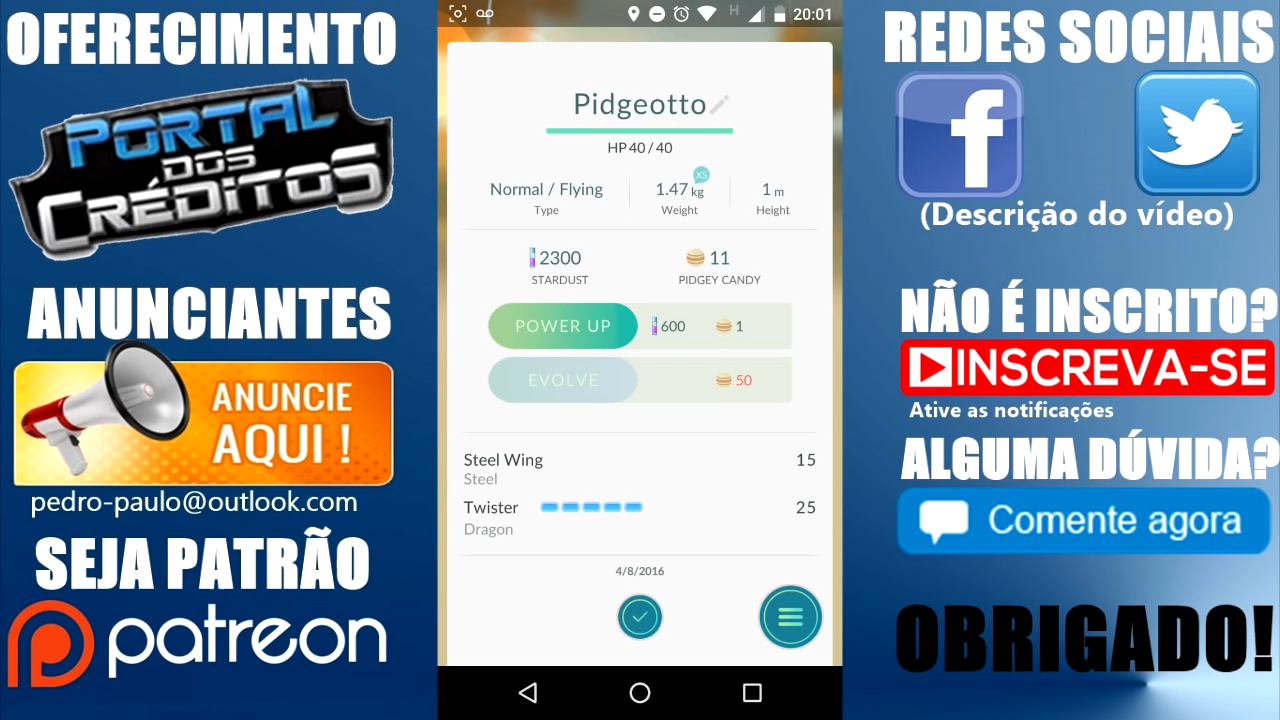 OFERECIMENTO
PORTAL
DOS
CRÉDITOS
ANUNCIANTES
ANUNCIE
AQUI !
pedro-paulo@outlook.com
SEJA PATRÃO
patreon
H
20:01
Pidgeotto
HP 40 / 40
Normal / Flying
Type
XS
1.47 kg
Weight
1 m
Height
2300
STARDUST
11
PIDGEY CANDY
POWER UP 600 1
EVOLVE 50
Steel Wing 15
Steel
Twister 25
Dragon
4/8/2016
REDES SOCIAIS
f
(Descrição do vídeo)
NÃO É INSCRITO?
INSCREVA-SE
Ative as notificações
ALGUMA DÚVIDA?
Comente agora
OBRIGADO!